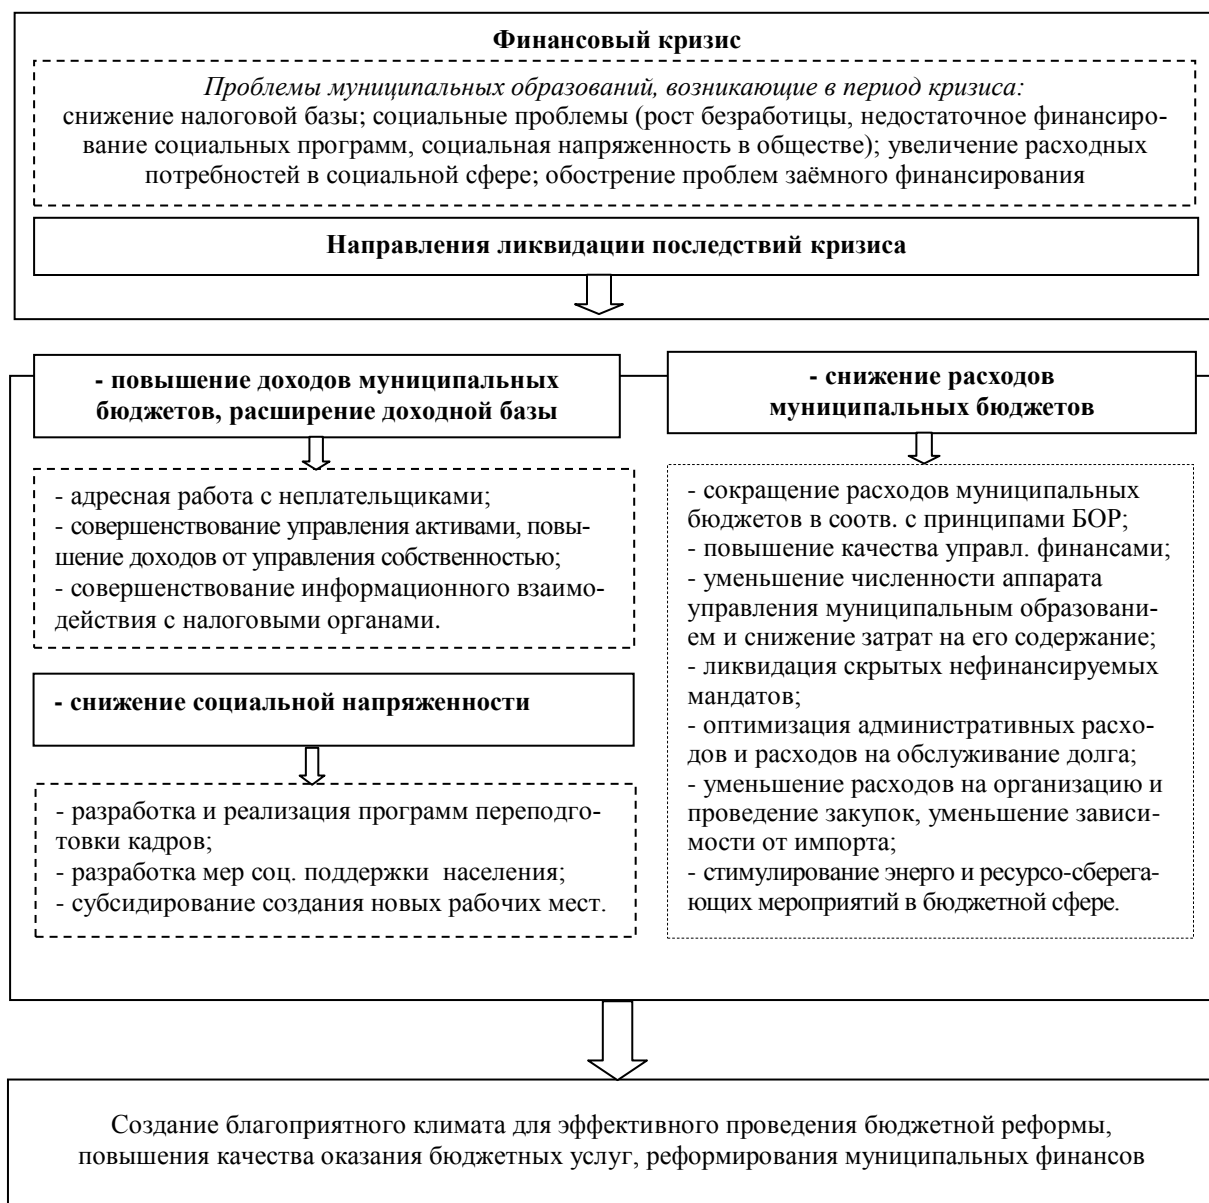 Финансовый кризис
Проблемы муниципальных образований, возникающие в период кризиса:
снижение налоговой базы; социальные проблемы (рост безработицы, недостаточное финансиро-
вание социальных программ, социальная напряженность в обществе); увеличение расходных
потребностей в социальной сфере; обострение проблем заёмного финансирования
Направления ликвидации последствий кризиса
- повышение доходов муниципальных
бюджетов, расширение доходной базы
- адресная работа с неплательщиками;
- совершенствование управления активами, повы-
шение доходов от управления собственностью;
- совершенствование информационного взаимо-
действия с налоговыми органами.
- снижение социальной напряженности
- разработка и реализация программ переподго-
товки кадров;
- разработка мер соц. поддержки населения;
- субсидирование создания новых рабочих мест.
- снижение расходов
муниципальных бюджетов
- сокращение расходов муниципальных
бюджетов в соотв. с принципами БОР;
- повышение качества управл. финансами;
- уменьшение численности аппарата
управления муниципальным образовани-
ем и снижение затрат на его содержание;
- ликвидация скрытых нефинансируемых
мандатов;
- оптимизация административных расхо-
дов и расходов на обслуживание долга;
- уменьшение расходов на организацию и
проведение закупок, уменьшение зависи-
мости от импорта;
- стимулирование энерго и ресурсо-сберега-
ющих мероприятий в бюджетной сфере.
Создание благоприятного климата для эффективного проведения бюджетной реформы,
повышения качества оказания бюджетных услуг, реформирования муниципальных финансов